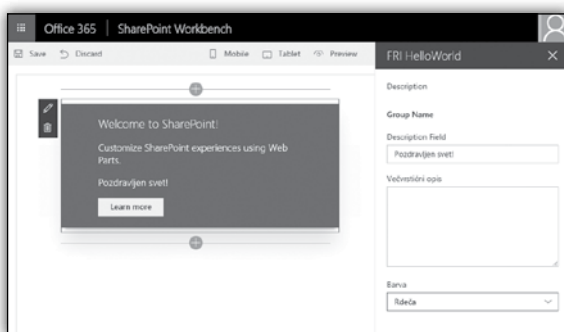 Office 365 SharePoint Workbench
Save Discard Mobile Tablet Preview
FRI HelloWorld
Welcome to SharePoint!
Customize SharePoint experiences using Web
Parts.
Pozdravljen svet!
Learn more
Description
Group Name
Description Field
Pozdravljen svet!
Večvrstični opis
Barva
Rdeča